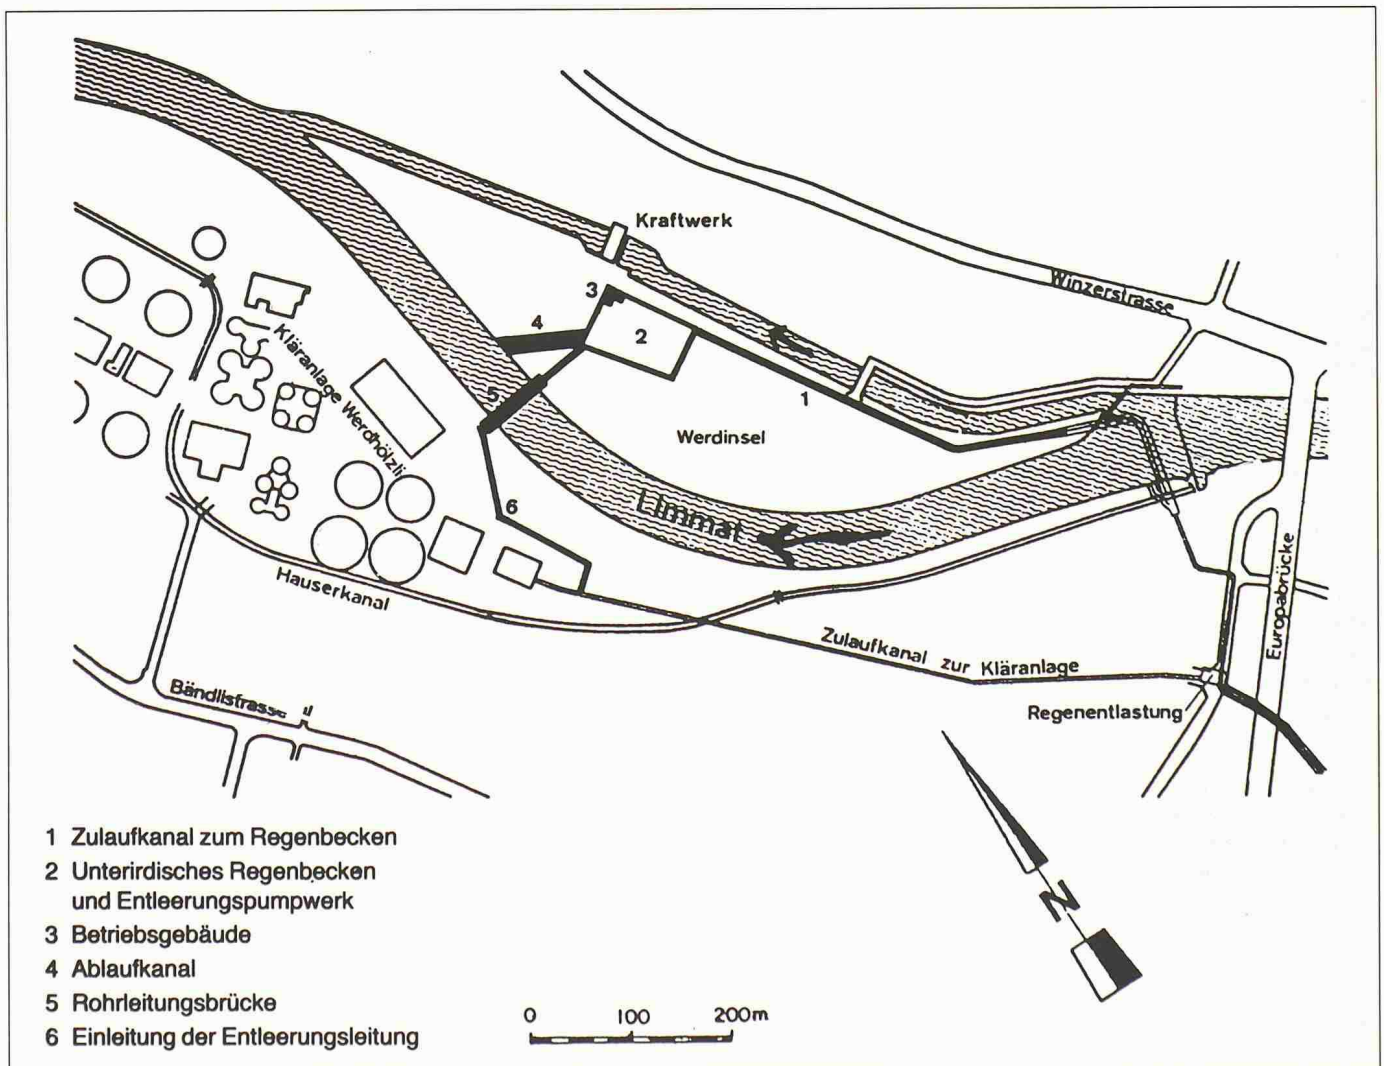 Kraftwerk
Winzerstrasse
3
4
2
5
1
Werdinsel
Kläranlage Werdhölzli
Limmat
6
Hauserkanal
Europabrücke
Zulaufkanal zur Kläranlage
Bändlistrasse
Regenentlastung
N
1 Zulaufkanal zum Regenbecken
2 Unterirdisches Regenbecken
und Entleerungspumpwerk
3 Betriebsgebäude
4 Ablaufkanal
5 Rohrleitungsbrücke
6 Einleitung der Entleerungsleitung
0 100 200m